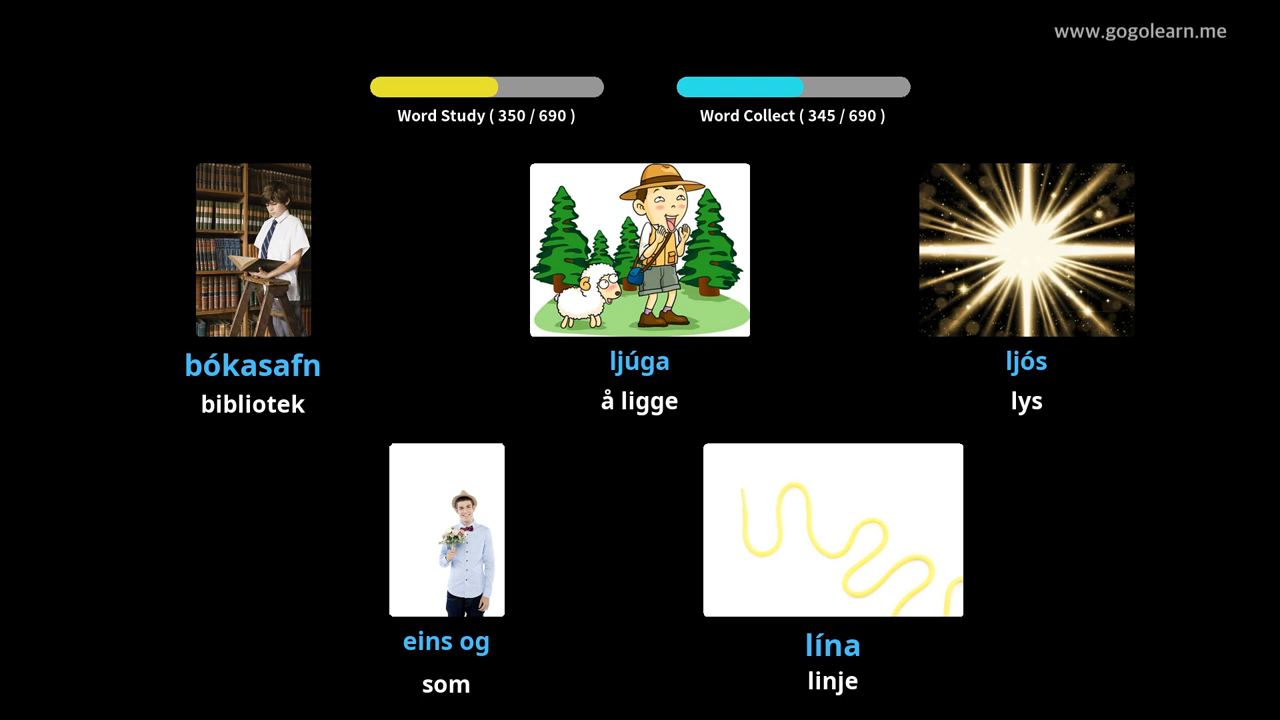 www.gogolearn.me
Word Study ( 350 / 690 )
Word Collect ( 345 / 690 )
bókasafn
bibliotek
ljúga
å ligge
ljós
lys
eins og
som
lína
linje